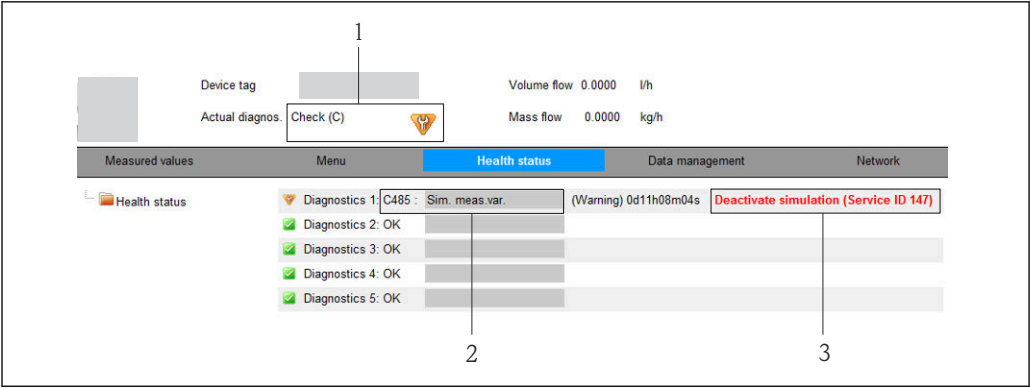 1
Device tag Volume flow 0.0000 l/h
Actual diagnos. Check (C) Mass flow 0.0000 kg/h
Measured values Menu Health status Data management Network
Health status Diagnostics 1: C485 : Sim. meas.var. (Warning) 0d11h08m04s Deactivate simulation (Service ID 147)
Diagnostics 2: OK
Diagnostics 3: OK
Diagnostics 4: OK
Diagnostics 5: OK
2 3